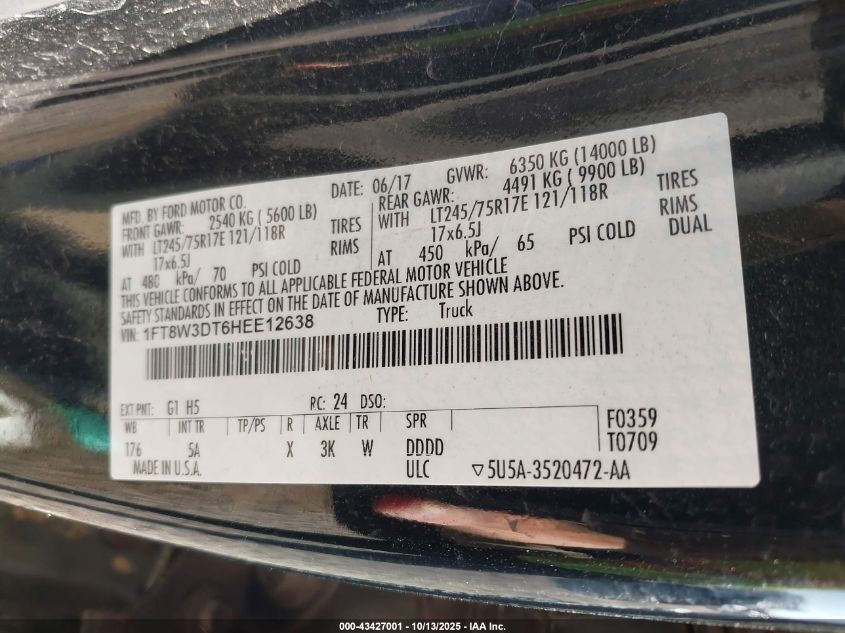 MFD. BY FORD MOTOR CO. DATE: 06/17 GVWR: 6350 KG (14000 LB)
FRONT GAWR: 2540 KG ( 5600 LB) REAR GAWR: 4491 KG ( 9900 LB)
WITH LT245/75R17E 121/118R TIRES WITH LT245/75R17E 121/118R TIRES
17x6.5J RIMS 17x6.5J RIMS
AT 480 kPa/ 70 PSI COLD AT 450 kPa/ 65 PSI COLD DUAL
THIS VEHICLE CONFORMS TO ALL APPLICABLE FEDERAL MOTOR VEHICLE
SAFETY STANDARDS IN EFFECT ON THE DATE OF MANUFACTURE SHOWN ABOVE.
VIN: 1FT8W3DT6HEE12638 TYPE: Truck
EXT PNT: G1 H5 RC: 24 DSO:
WB INT TR TP/PS R AXLE TR SPR F0359
176 5A X 3K W DDDD T0709
MADE IN U.S.A. ULC ▽5U5A-3520472-AA
000-43427001 | 10/13/2025 | IAA Inc.